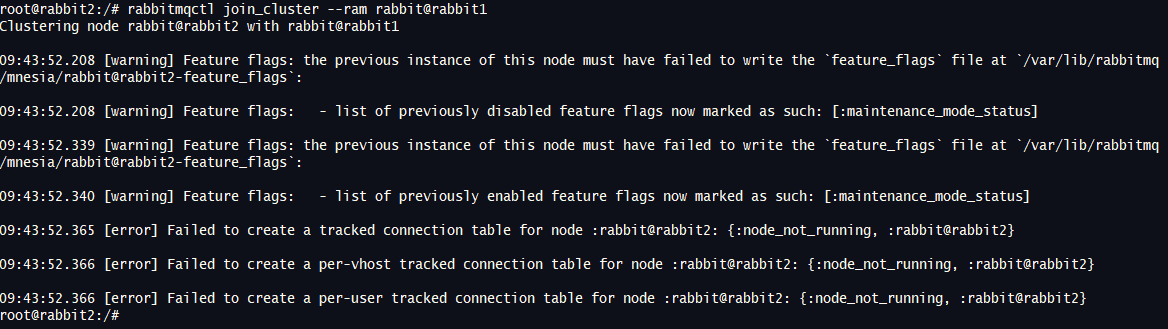 root@rabbit2:/# rabbitmqctl join_cluster --ram rabbit@rabbit1
Clustering node rabbit@rabbit2 with rabbit@rabbit1
09:43:52.208 [warning] Feature flags: the previous instance of this node must have failed to write the `feature_flags` file at `/var/lib/rabbitmq
/mnesia/rabbit@rabbit2-feature_flags`:
09:43:52.208 [warning] Feature flags:   - list of previously disabled feature flags now marked as such: [:maintenance_mode_status]
09:43:52.339 [warning] Feature flags: the previous instance of this node must have failed to write the `feature_flags` file at `/var/lib/rabbitmq
/mnesia/rabbit@rabbit2-feature_flags`:
09:43:52.340 [warning] Feature flags:   - list of previously enabled feature flags now marked as such: [:maintenance_mode_status]
09:43:52.365 [error] Failed to create a tracked connection table for node :rabbit@rabbit2: {:node_not_running, :rabbit@rabbit2}
09:43:52.366 [error] Failed to create a per-vhost tracked connection table for node :rabbit@rabbit2: {:node_not_running, :rabbit@rabbit2}
09:43:52.366 [error] Failed to create a per-user tracked connection table for node :rabbit@rabbit2: {:node_not_running, :rabbit@rabbit2}
root@rabbit2:/#